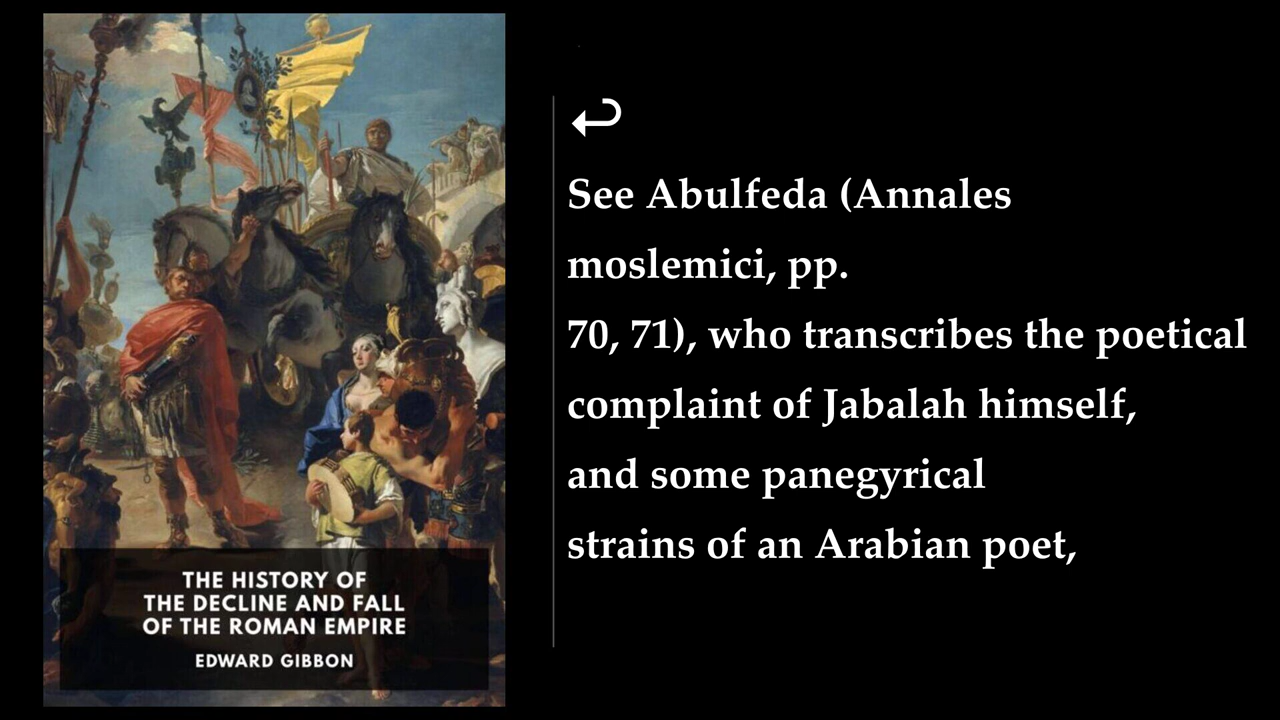 THE HISTORY OF
THE DECLINE AND FALL
OF THE ROMAN EMPIRE
EDWARD GIBBON
See Abulfeda (Annales
moslemici, pp.
70, 71), who transcribes the poetical
complaint of Jabalah himself,
and some panegyrical
strains of an Arabian poet,